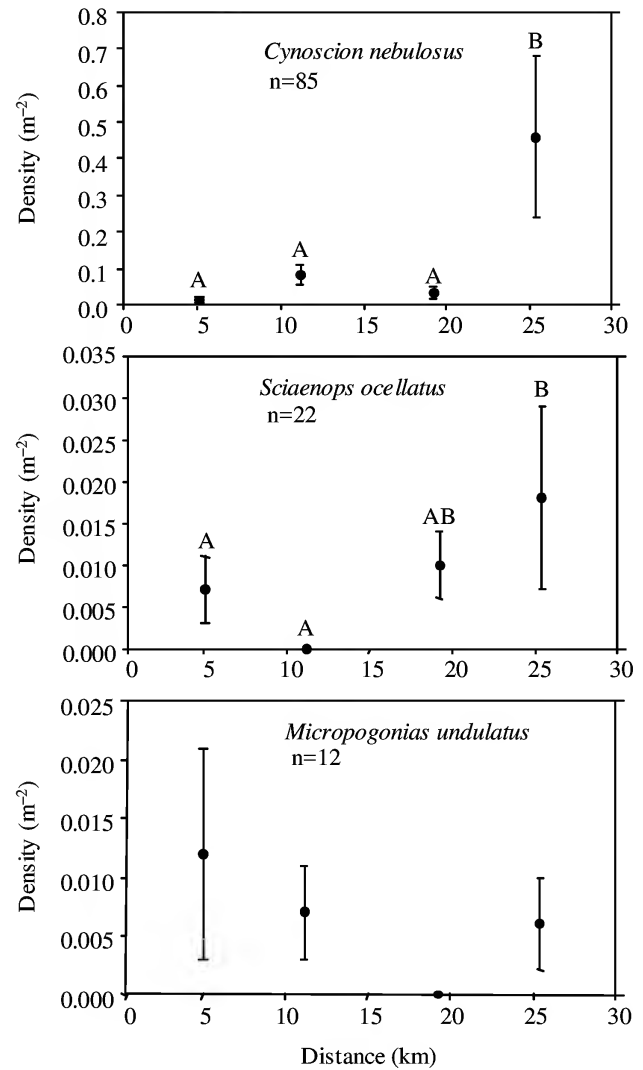 0.8
Cynoscion nebulosus
n=85
B
0.7
0.6
0.5
0.4
0.3
0.2
0.1
0.0
A
A
A
Density (m⁻²)
0 5 10 15 20 25 30
0.035
Sciaenops ocellatus
n=22
B
0.030
0.025
0.020
0.015
0.010
0.005
0.000
A
A
AB
Density (m⁻²)
0 5 10 15 20 25 30
0.025
Micropogonias undulatus
n=12
0.020
0.015
0.010
0.005
0.000
Density (m⁻²)
0 5 10 15 20 25 30
Distance (km)